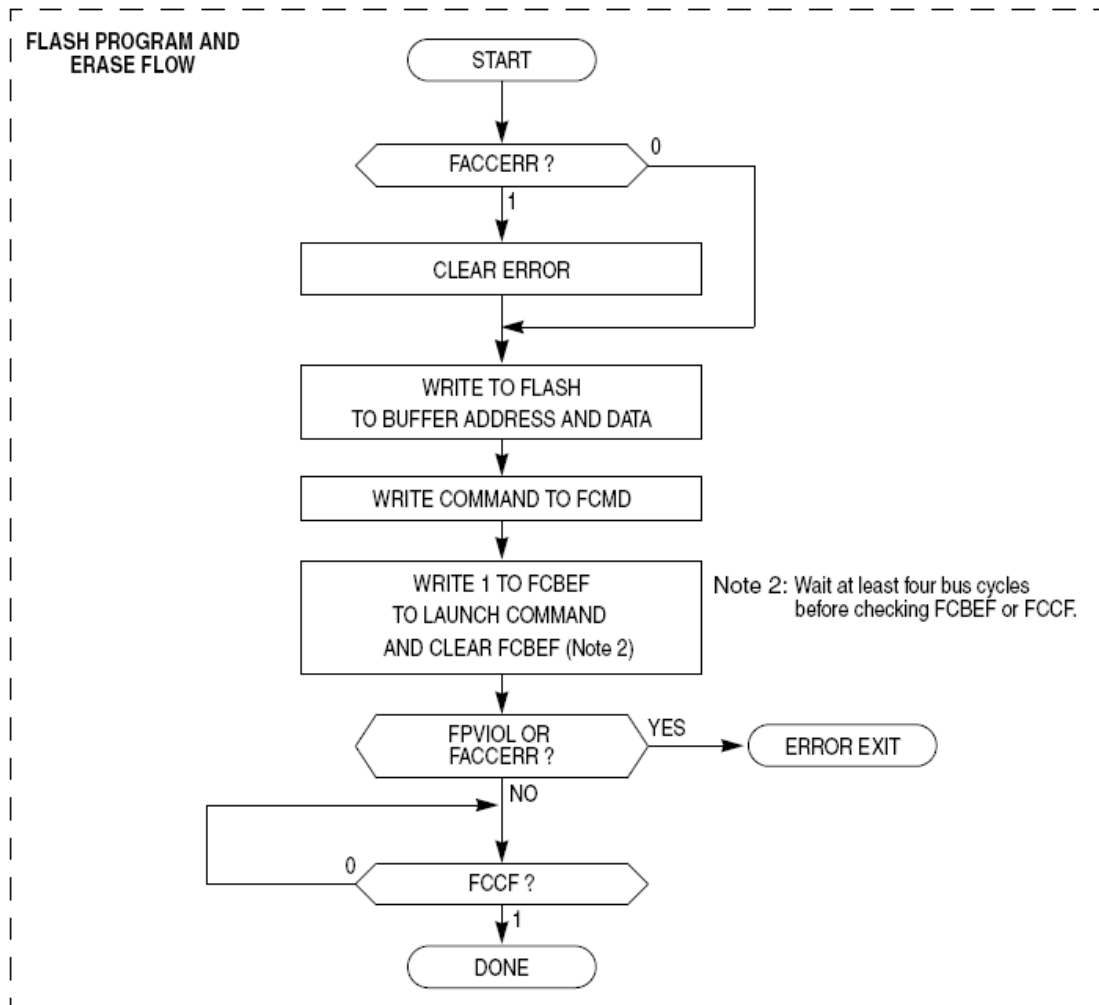 FLASH PROGRAM AND
ERASE FLOW
START
FACCERR ?
0
1
CLEAR ERROR
WRITE TO FLASH
TO BUFFER ADDRESS AND DATA
WRITE COMMAND TO FCMD
WRITE 1 TO FCBEF
TO LAUNCH COMMAND
AND CLEAR FCBEF (Note 2)
Note 2: Wait at least four bus cycles
before checking FCBEF or FCCF.
FPVIOL OR
FACCERR ?
YES
ERROR EXIT
NO
0
FCCF ?
1
DONE